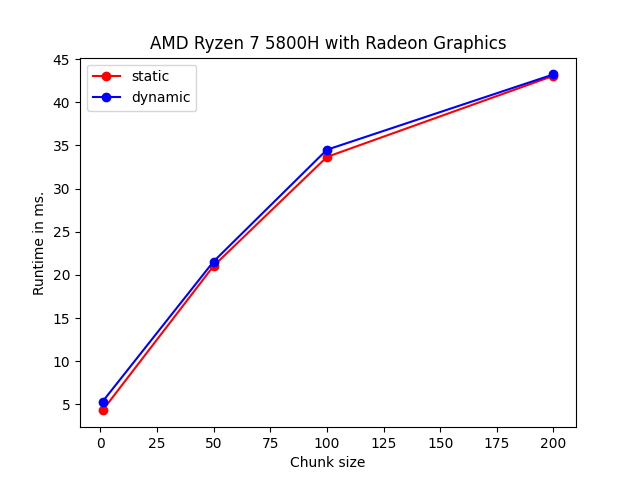 AMD Ryzen 7 5800H with Radeon Graphics
static
dynamic
45
40
35
30
25
20
15
10
5
Runtime in ms.
0 25 50 75 100 125 150 175 200
Chunk size